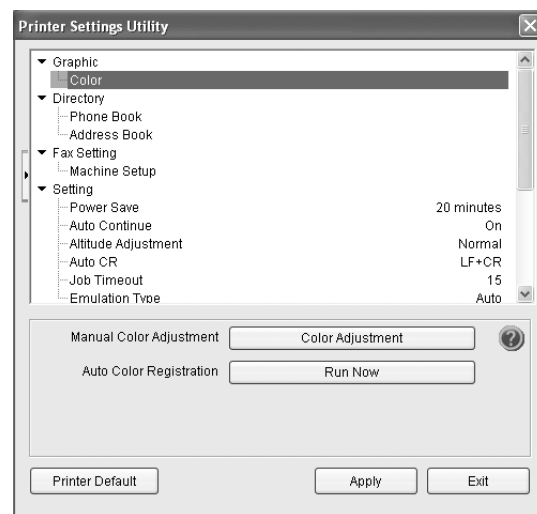 Printer Settings Utility
Graphic
Color
Directory
Phone Book
Address Book
Fax Setting
Machine Setup
Setting
Power Save 20 minutes
Auto Continue On
Altitude Adjustment Normal
Auto CR LF+CR
Job Timeout 15
Emulation Type Auto
Manual Color Adjustment Color Adjustment
Auto Color Registration Run Now
Printer Default Apply Exit